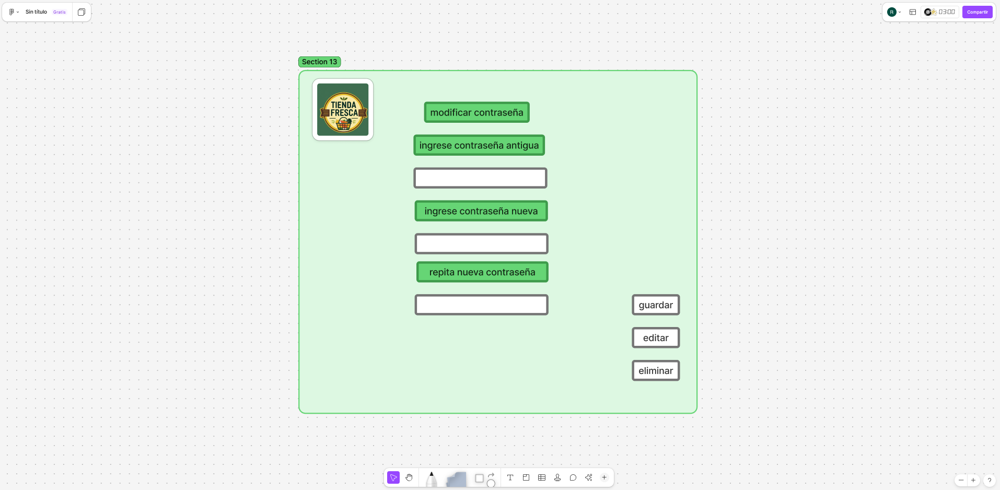 Sin título
Gratis
R
03:00
Compartir
Section 13
TIENDA
FRESCA
modificar contraseña
ingrese contraseña antigua
ingrese contraseña nueva
repita nueva contraseña
guardar
editar
eliminar
?